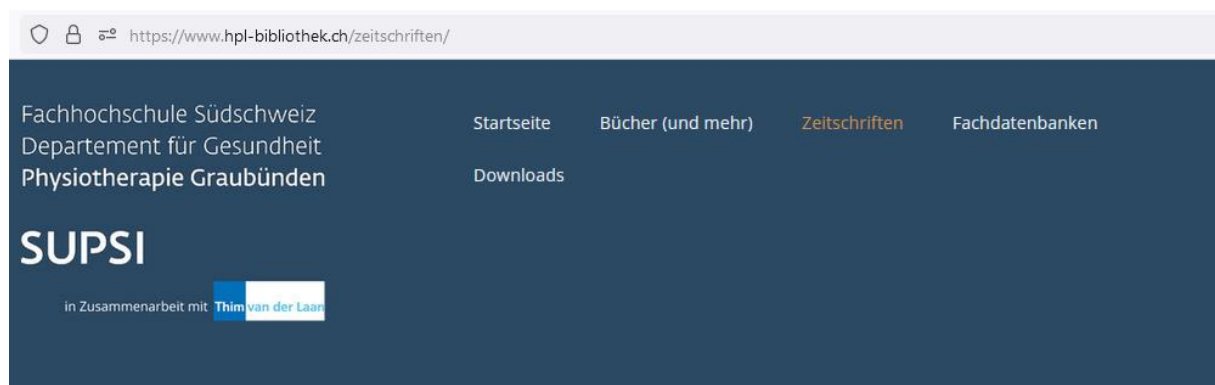 https://www.hpl-bibliothek.ch/zeitschriften/
Fachhochschule Südschweiz
Departement für Gesundheit
Physiotherapie Graubünden
SUPSI
in Zusammenarbeit mit Thim van der Laan
Startseite Bücher (und mehr) Zeitschriften Fachdatenbanken
Downloads